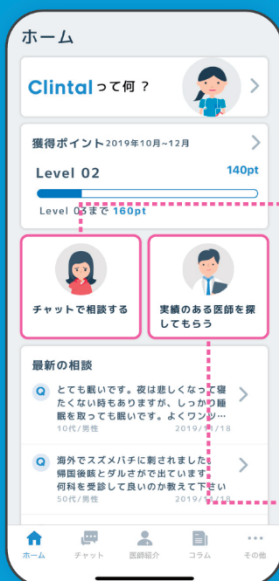 ホーム
Clintalって何？
獲得ポイント2019年10月~12月
Level 02
140pt
Level 03まで 160pt
チャットで相談する
実績のある医師を探
してもらう
最新の相談
Q とても眠いです。夜は悲しくなって寝
たくない時もありますが、しっかり睡
眠を取っても眠いです。よくワンツ…
10代/男性
2019/11/18
Q 海外でスズメバチに刺されました
帰国後咳とダルさがで出ています
何科を受診して良いのか教えて下さい
50代/男性
2019/11/18
ホーム
チャット
医師紹介
コラム
その他